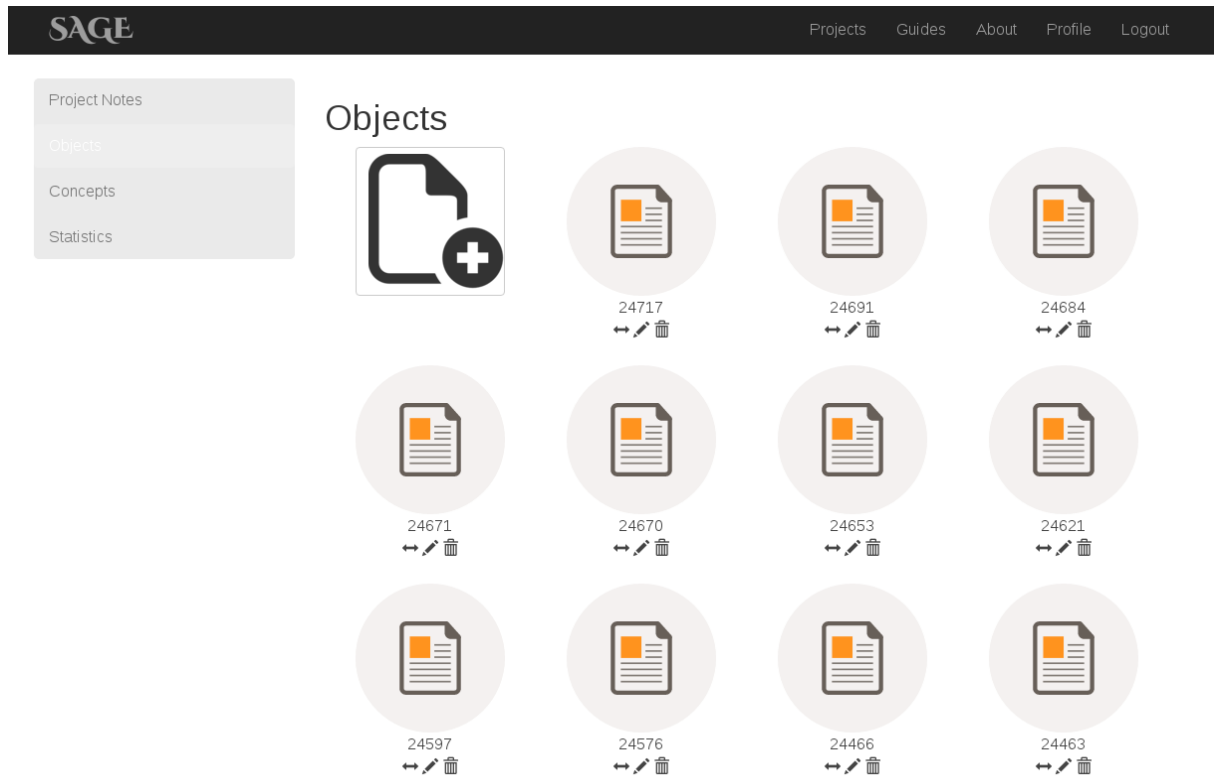 SAGE
Projects Guides About Profile Logout
Project Notes
Objects
Concepts
Statistics
Objects
24717 24691 24684
24671 24670 24653 24621
24597 24576 24466 24463